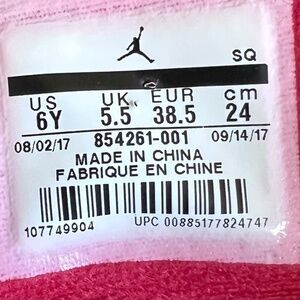 SQ
US UK EUR cm
6Y 5.5 38.5 24
08/02/17 854261-001 09/14/17
MADE IN CHINA
FABRIQUE EN CHINE
107749904 UPC 00885177824747